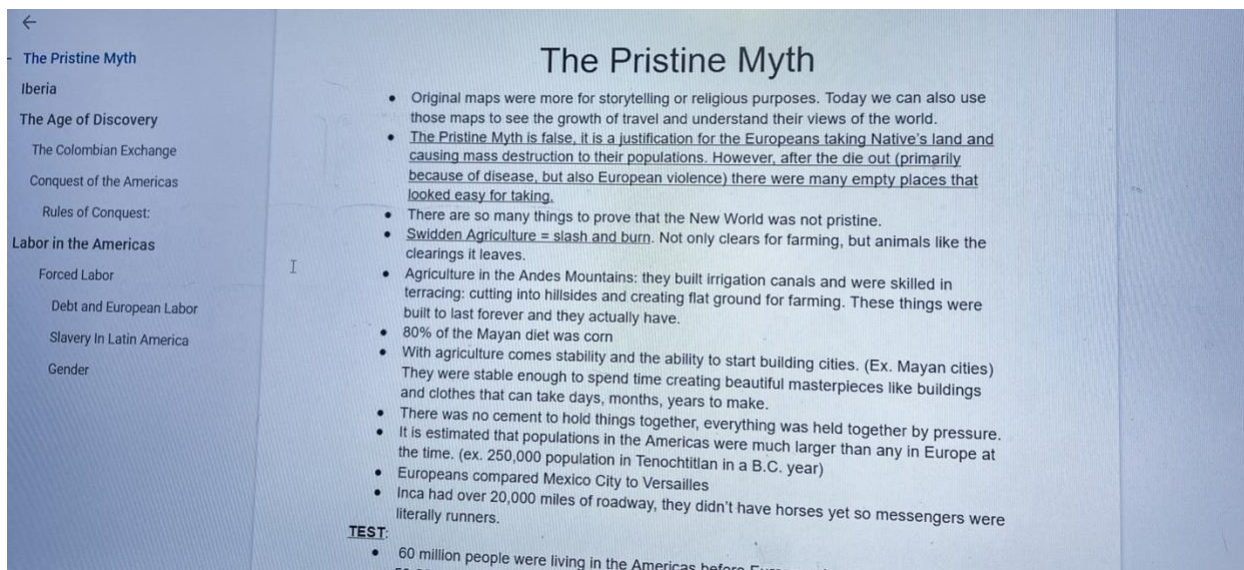 The Pristine Myth
Iberia
The Age of Discovery
The Colombian Exchange
Conquest of the Americas
Rules of Conquest:
Labor in the Americas
Forced Labor
Debt and European Labor
Slavery In Latin America
Gender
The Pristine Myth
• Original maps were more for storytelling or religious purposes. Today we can also use
those maps to see the growth of travel and understand their views of the world.
• The Pristine Myth is false, it is a justification for the Europeans taking Native's land and
causing mass destruction to their populations. However, after the die out (primarily
because of disease, but also European violence) there were many empty places that
looked easy for taking.
• There are so many things to prove that the New World was not pristine.
• Swidden Agriculture = slash and burn. Not only clears for farming, but animals like the
clearings it leaves.
• Agriculture in the Andes Mountains: they built irrigation canals and were skilled in
terracing: cutting into hillsides and creating flat ground for farming. These things were
built to last forever and they actually have.
• 80% of the Mayan diet was corn
• With agriculture comes stability and the ability to start building cities. (Ex. Mayan cities)
They were stable enough to spend time creating beautiful masterpieces like buildings
and clothes that can take days, months, years to make.
• There was no cement to hold things together, everything was held together by pressure.
• It is estimated that populations in the Americas were much larger than any in Europe at
the time. (ex. 250,000 population in Tenochtitlan in a B.C. year)
• Europeans compared Mexico City to Versailles
• Inca had over 20,000 miles of roadway, they didn't have horses yet so messengers were
literally runners.
TEST:
• 60 million people were living in the Americas before